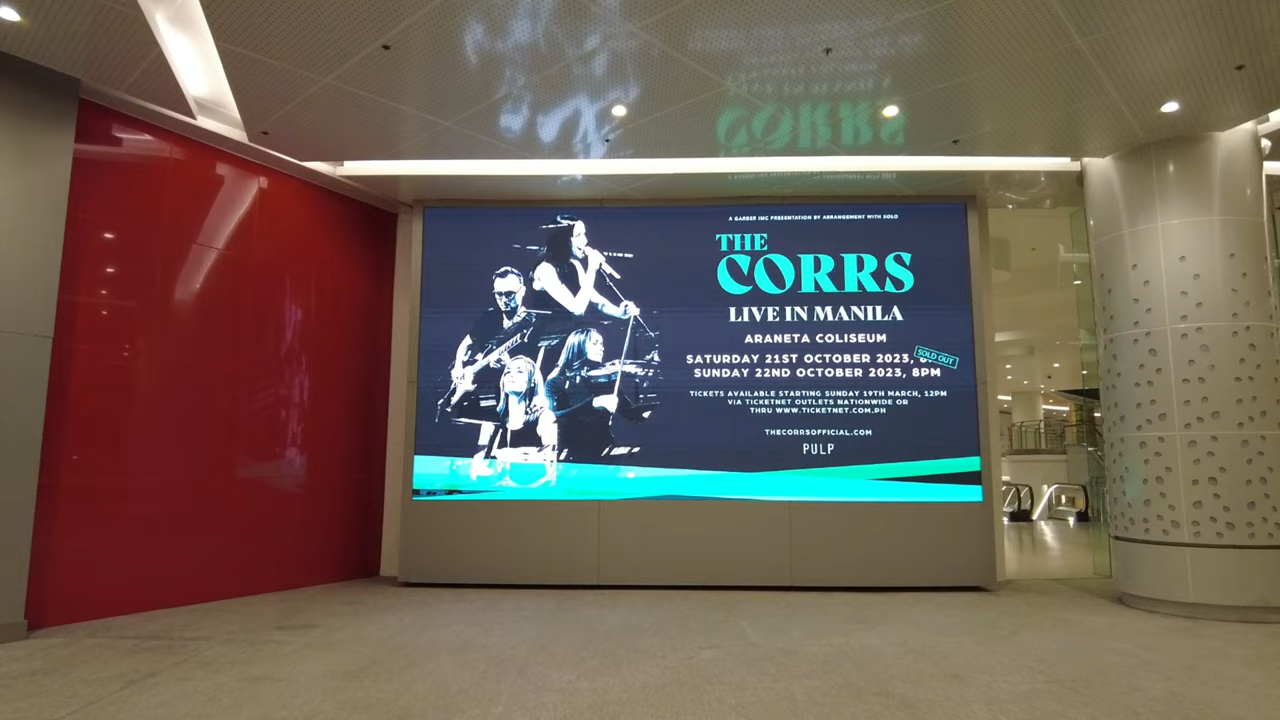 A GARBER IMC PRESENTATION BY ARRANGEMENT WITH SOLO
THE
CORRS
LIVE IN MANILA
ARANETA COLISEUM
SATURDAY 21ST OCTOBER 2023,
SOLD OUT
SUNDAY 22ND OCTOBER 2023, 8PM
TICKETS AVAILABLE STARTING SUNDAY 19TH MARCH, 12PM
VIA TICKETNET OUTLETS NATIONWIDE OR
THRU WWW.TICKETNET.COM.PH
THECORRSOFFICIAL.COM
PULP